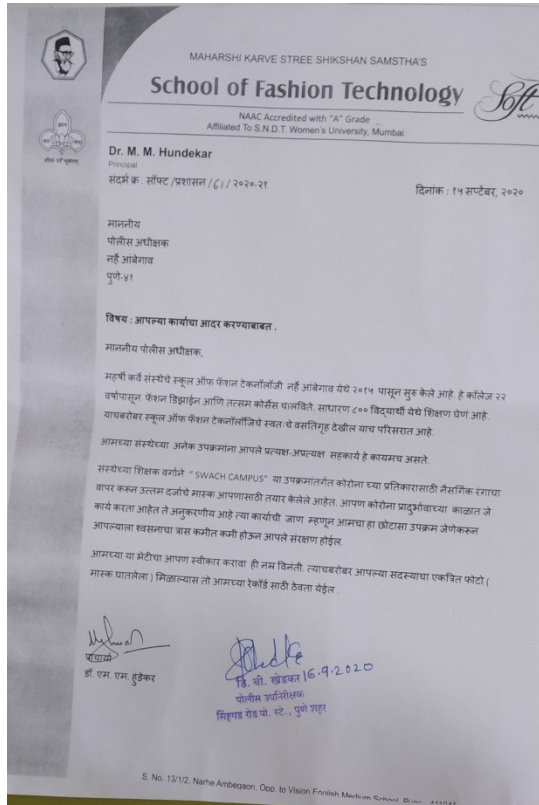 MAHARSHI KARVE STREE SHIKSHAN SAMSTHA'S
School of Fashion Technology
Soft
NAAC Accredited with "A" Grade
Affiliated To S.N.D.T. Women's University, Mumbai
Dr. M. M. Hundekar
Principal
संदर्भ क्र . सॉफ्ट /प्रशासन / 61 / २०२०-२१
दिनांक : १५ सप्टेंबर, २०२०
माननीय
पोलीस अधीक्षक
नर्हे आंबेगाव
पुणे-४१
विषय : आपल्या कार्याचा आदर करण्याबाबत .
माननीय पोलीस अधीक्षक,
महर्षी कर्वे संस्थेचे स्कूल ऑफ फॅशन टेकनॉलॉजी नर्हे आंबेगाव येथे २०१५ पासून सुरु केले आहे. हे कॉलेज २२
वर्षापासून फॅशन डिझाईन आणि तत्सम कोर्सेस चालविते. साधारण ८०० विद्यार्थी येथे शिक्षण घेणं आहे.
याचबरोबर स्कूल ऑफ फॅशन टेकनॉलॉजिचे स्वतःचे वसतिगृह देखील याच परिसरात आहे.
आमच्या संस्थेच्या अनेक उपक्रमांना आपले प्रत्यक्ष-अप्रत्यक्ष सहकार्य हे कायमच असते.
संस्थेच्या शिक्षक वर्गाने " SWACH CAMPUS" या उपक्रमांतर्गत कोरोना च्या प्रतिकारासाठी नैसर्गिक रंगाचा
वापर करून उत्तम दर्जाचे मास्क आपणासाठी तयार केलेले आहेत. आपण कोरोना प्रादुर्भावाच्या काळात जे
कार्य करता आहेत ते अनुकरणीय आहे त्या कार्याची जाण म्हणून आमचा हा छोटासा उपक्रम जेणेकरून
आपल्याला श्वसनाचा त्रास कमीत कमी होऊन आपले संरक्षण होईल.
आमच्या या भेटीचा आपण स्वीकार करावा ही नम्र विनंती. त्याचबरोबर आपल्या सदस्याचा एकत्रित फोटो (
मास्क घातलेला ) मिळाल्यास तो आमच्या रेकॉर्ड साठी ठेवता येईल .
प्राचार्या
डॉ. एम. एम. हुंडेकर
16.9.2020
वि. बी. खेडकर
पोलीस उपनिरीक्षक
सिंहगड रोड पो. स्टे., पुणे शहर
S. No. 13/1/2, Narhe Ambegaon, Opp. to Vision English Medium School, Pune